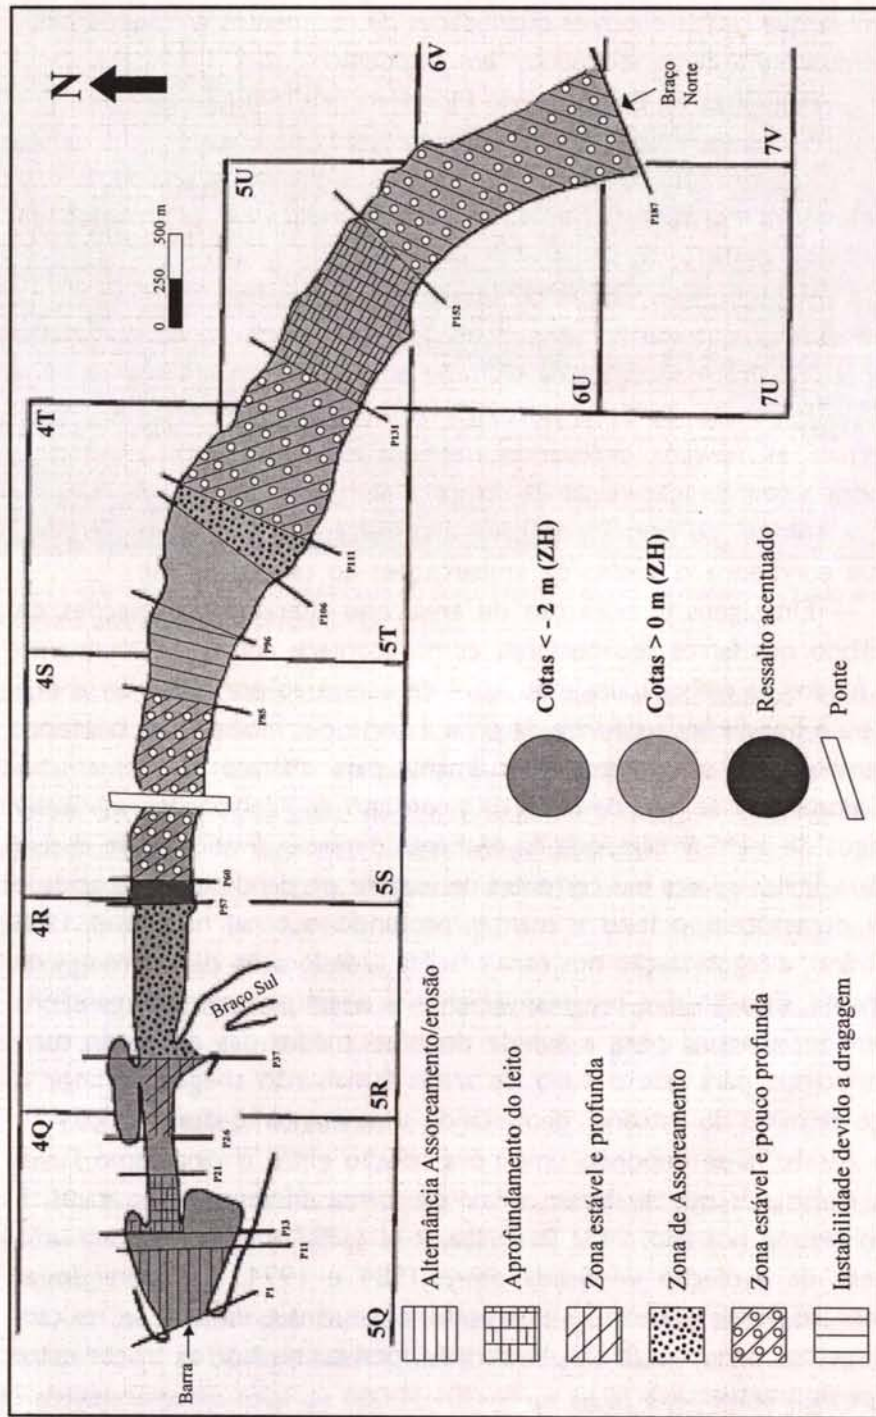 N
0 250 500 m
4Q
4R
4S
4T
5U
6V
5Q
5R
5S
5T
6U
7U
7V
Barra
Braço Sul
Braço
Norte
P1
P11
P13
P21
P26
P37
P57
P60
P85
P96
P106
P111
P131
P152
P187
Alternância Assoreamento/erosão
Aprofundamento do leito
Zona estável e profunda
Zona de Assoreamento
Zona estável e pouco profunda
Instabilidade devido a dragagem
Cotas < -2 m (ZH)
Cotas > 0 m (ZH)
Ressalto acentuado
Ponte